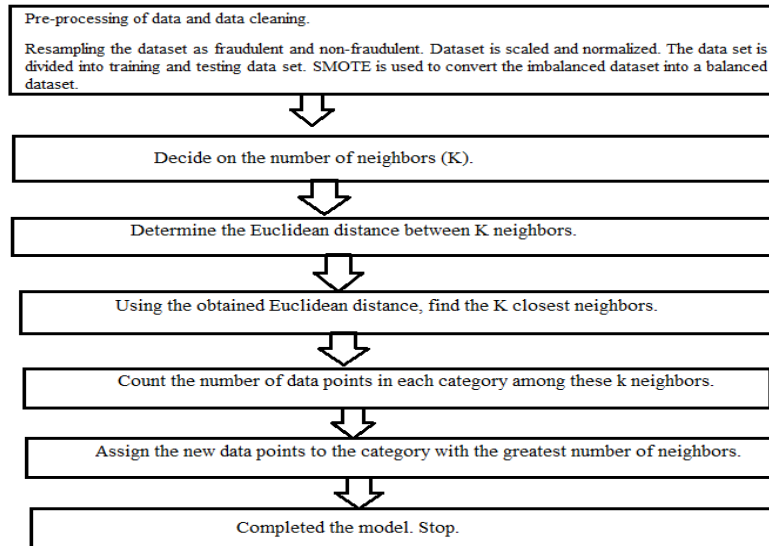 Pre-processing of data and data cleaning.
Resampling the dataset as fraudulent and non-fraudulent. Dataset is scaled and normalized. The data set is
divided into training and testing data set. SMOTE is used to convert the imbalanced dataset into a balanced
dataset.
Decide on the number of neighbors (K).
Determine the Euclidean distance between K neighbors.
Using the obtained Euclidean distance, find the K closest neighbors.
Count the number of data points in each category among these k neighbors.
Assign the new data points to the category with the greatest number of neighbors.
Completed the model. Stop.